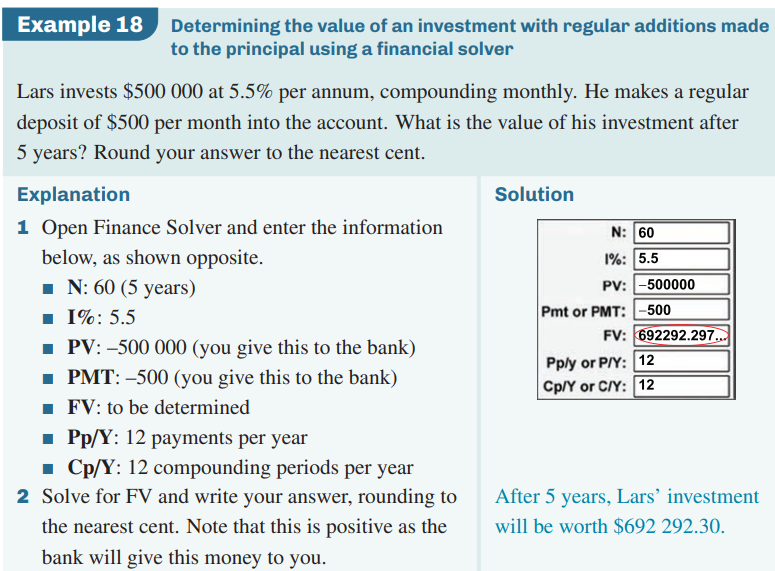 Example 18 Determining the value of an investment with regular additions made
to the principal using a financial solver
Lars invests $500 000 at 5.5% per annum, compounding monthly. He makes a regular
deposit of $500 per month into the account. What is the value of his investment after
5 years? Round your answer to the nearest cent.
Explanation
1 Open Finance Solver and enter the information
below, as shown opposite.
■ N: 60 (5 years)
■ I%: 5.5
■ PV: –500 000 (you give this to the bank)
■ PMT: –500 (you give this to the bank)
■ FV: to be determined
■ Pp/Y: 12 payments per year
■ Cp/Y: 12 compounding periods per year
2 Solve for FV and write your answer, rounding to
the nearest cent. Note that this is positive as the
bank will give this money to you.
Solution
N: 60
I%: 5.5
PV: –500000
Pmt or PMT: –500
FV: 692292.297...
Pp/y or P/Y: 12
Cp/Y or C/Y: 12
After 5 years, Lars’ investment
will be worth $692 292.30.